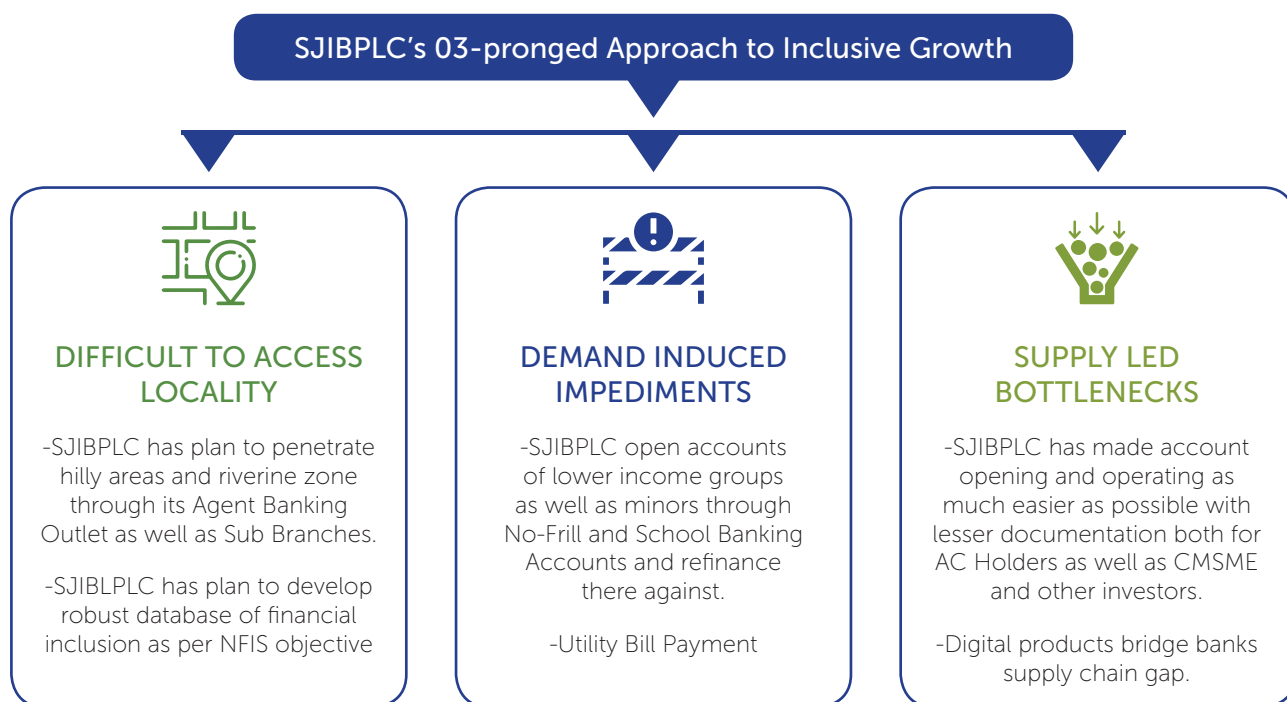 SJIBPLC’s 03-pronged Approach to Inclusive Growth
DIFFICULT TO ACCESS
LOCALITY
-SJIBPLC has plan to penetrate
hilly areas and riverine zone
through its Agent Banking
Outlet as well as Sub Branches.
-SJIBLPLC has plan to develop
robust database of financial
inclusion as per NFIS objective
DEMAND INDUCED
IMPEDIMENTS
-SJIBPLC open accounts
of lower income groups
as well as minors through
No-Frill and School Banking
Accounts and refinance
there against.
-Utility Bill Payment
SUPPLY LED
BOTTLENECKS
-SJIBPLC has made account
opening and operating as
much easier as possible with
lesser documentation both for
AC Holders as well as CMSME
and other investors.
-Digital products bridge banks
supply chain gap.